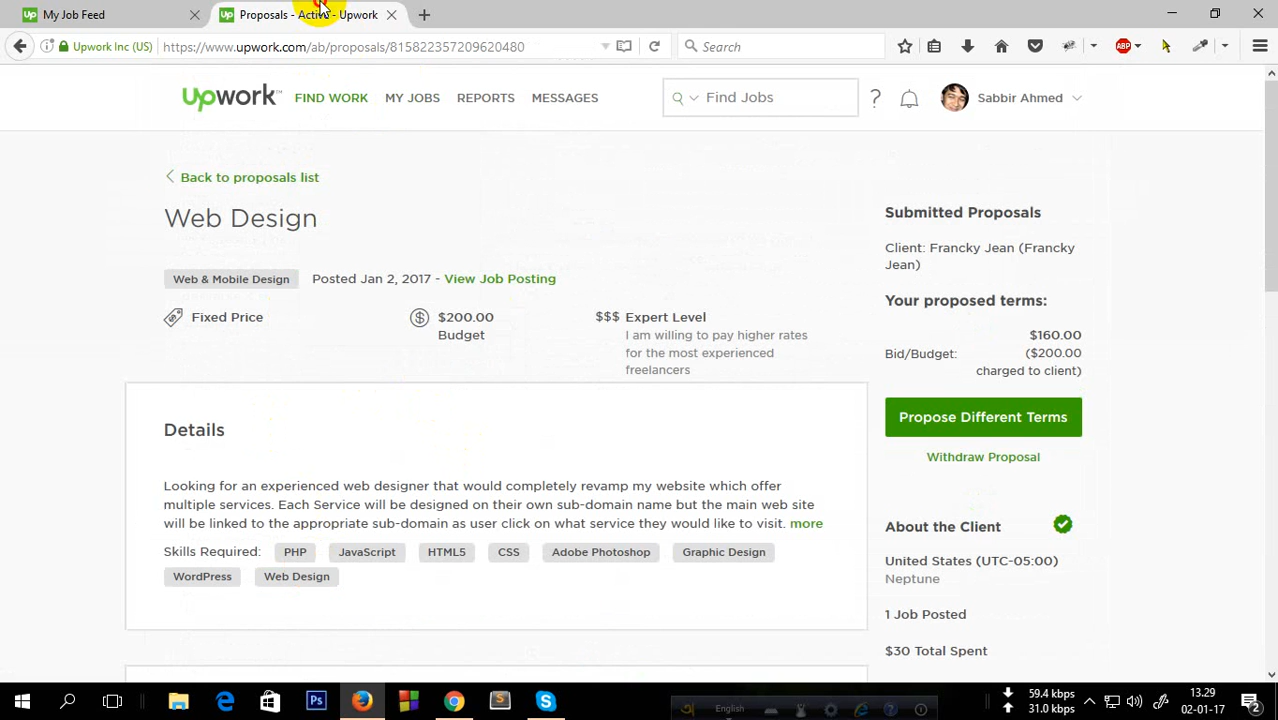 My Job Feed
Proposals - Active - Upwork
Upwork Inc (US)
https://www.upwork.com/ab/proposals/815822357209620480
Search
ABP
upwork™
FIND WORK
MY JOBS
REPORTS
MESSAGES
Find Jobs
?
Sabbir Ahmed
Back to proposals list
Web Design
Web & Mobile Design
Posted Jan 2, 2017 - View Job Posting
Fixed Price
$200.00
Budget
$$$ Expert Level
I am willing to pay higher rates
for the most experienced
freelancers
Details
Looking for an experienced web designer that would completely revamp my website which offer
multiple services. Each Service will be designed on their own sub-domain name but the main web site
will be linked to the appropriate sub-domain as user click on what service they would like to visit. more
Skills Required: PHP JavaScript HTML5 CSS Adobe Photoshop Graphic Design
WordPress Web Design
Submitted Proposals
Client: Francky Jean (Francky
Jean)
Your proposed terms:
Bid/Budget:
$160.00
($200.00
charged to client)
Propose Different Terms
Withdraw Proposal
About the Client
United States (UTC-05:00)
Neptune
1 Job Posted
$30 Total Spent
Ps
English
59.4 kbps
31.0 kbps
13.29
02-01-17
2